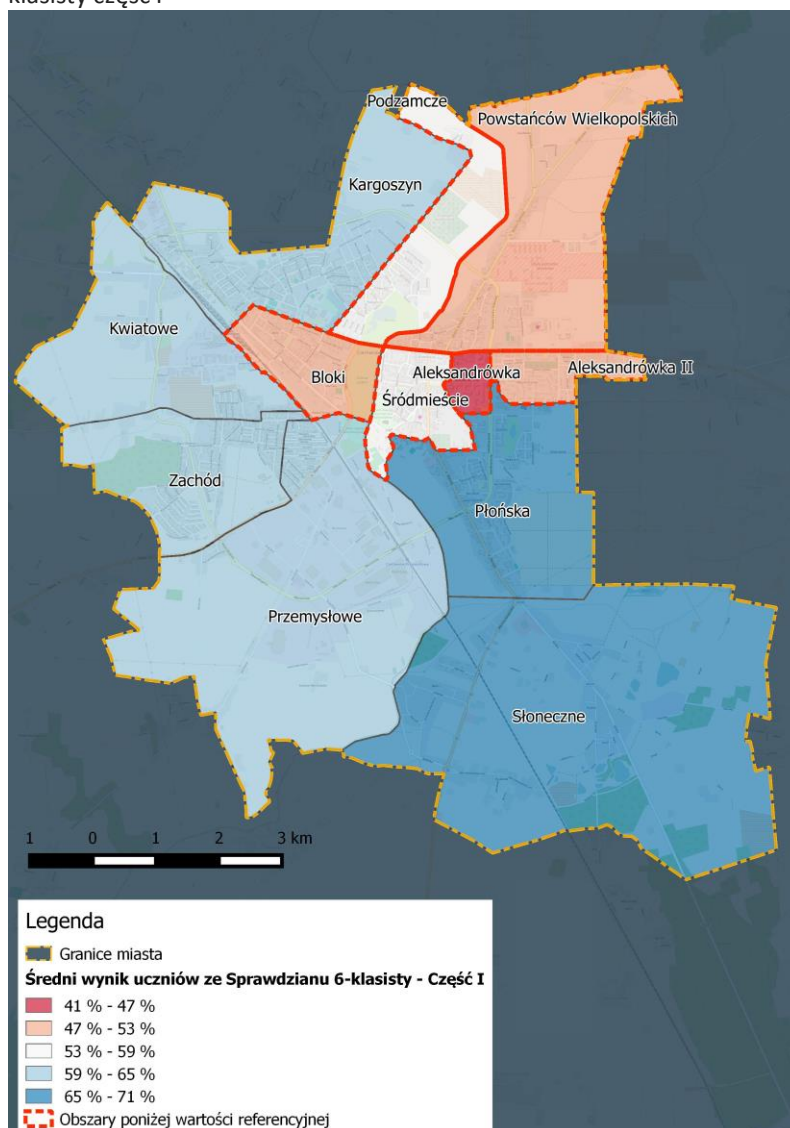 klasisty część I
Podzamcze
Powstańców Wielkopolskich
Kargoszyn
Kwiatowe
Bloki
Aleksandrówka
Aleksandrówka II
Śródmieście
Zachód
Płońska
Przemysłowe
Słoneczne
1 0 1 2 3 km
Legenda
Granice miasta
Średni wynik uczniów ze Sprawdzianu 6-klasisty - Część I
41 % - 47 %
47 % - 53 %
53 % - 59 %
59 % - 65 %
65 % - 71 %
Obszary poniżej wartości referencyjnej